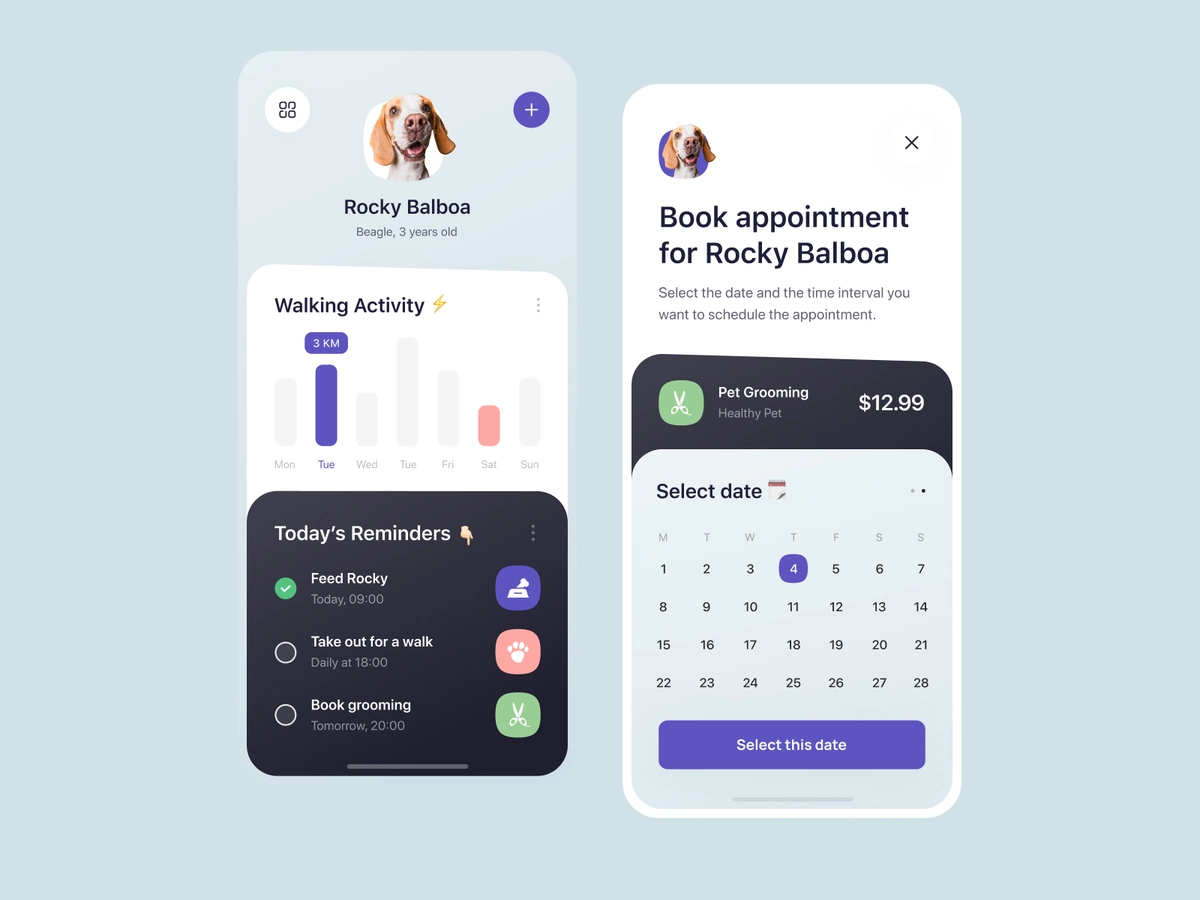 Rocky Balboa
Beagle, 3 years old
Walking Activity ⚡
3 KM
Mon Tue Wed Tue Fri Sat Sun
Today’s Reminders 👇🏻
Feed Rocky
Today, 09:00
Take out for a walk
Daily at 18:00
Book grooming
Tomorrow, 20:00
Book appointment
for Rocky Balboa
Select the date and the time interval you
want to schedule the appointment.
Pet Grooming
Healthy Pet
$12.99
Select date 🗓
M T W T F S S
1 2 3 4 5 6 7
8 9 10 11 12 13 14
15 16 17 18 19 20 21
22 23 24 25 26 27 28
Select this date